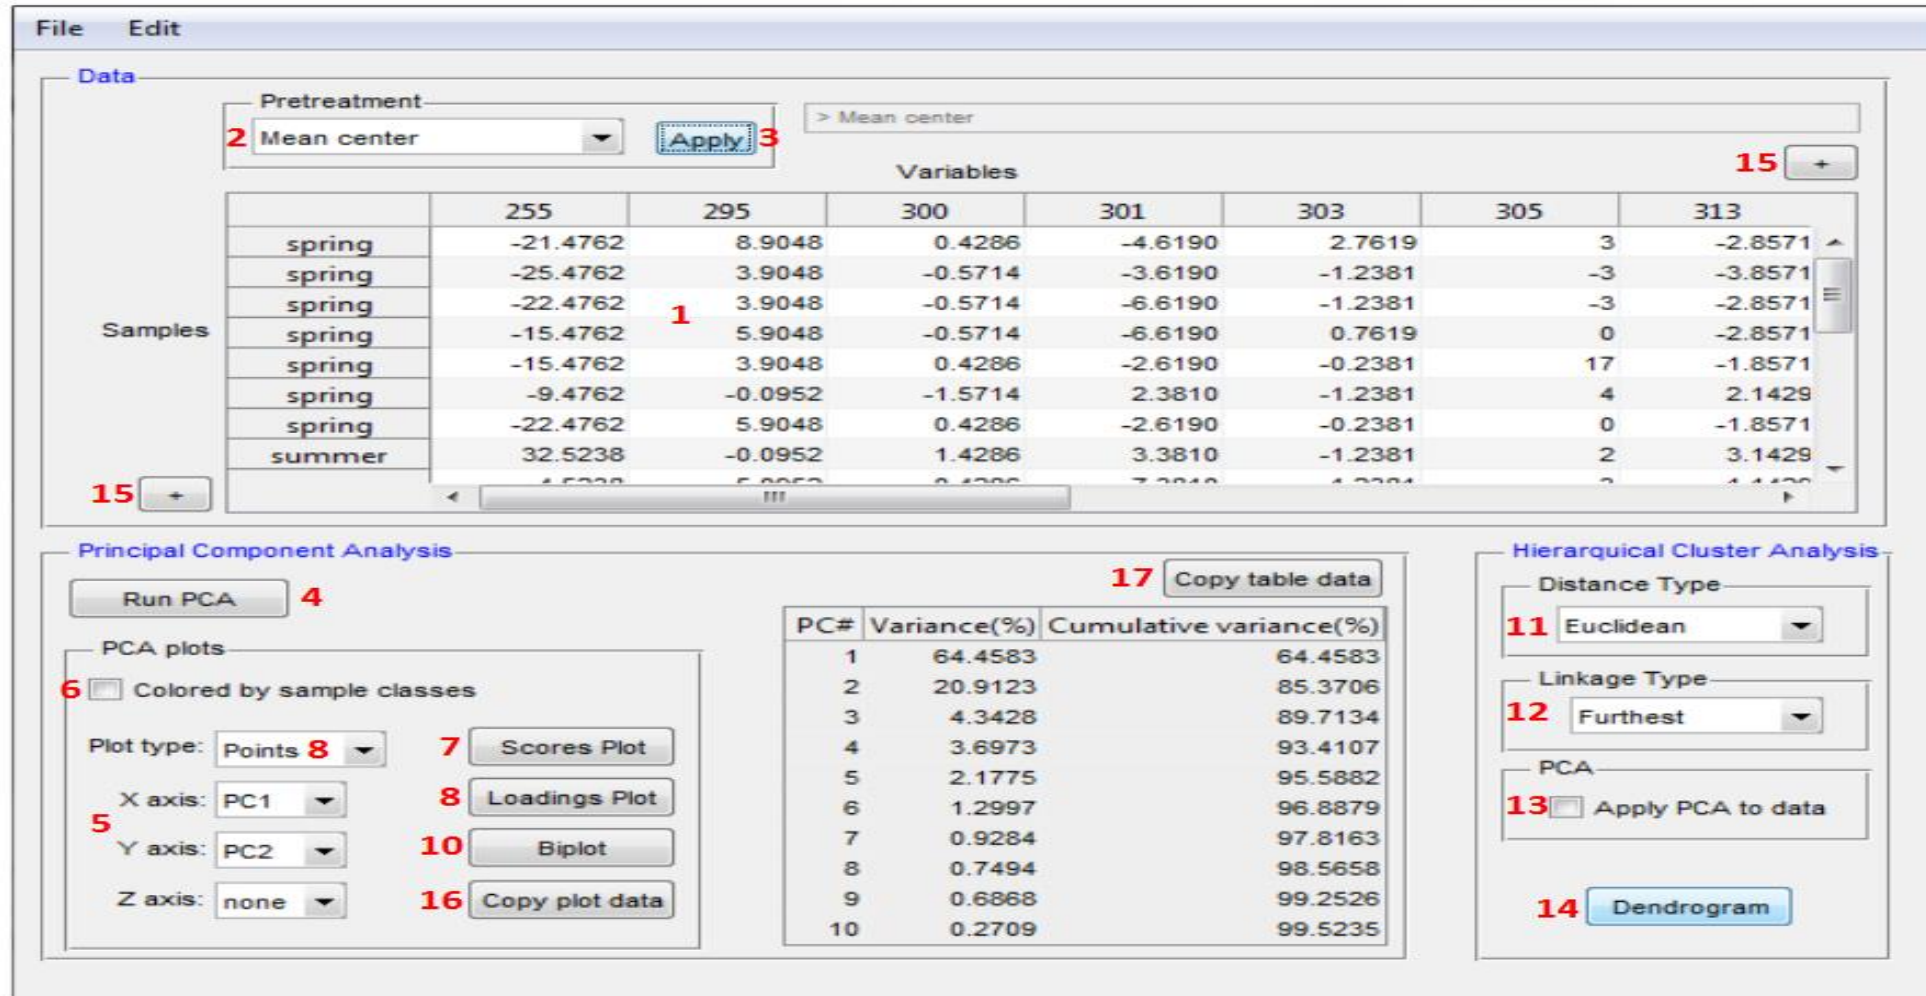 File Edit
Data
Pretreatment
2 Mean center Apply 3 > Mean center
Variables 15 +
255 295 300 301 303 305 313
spring -21.4762 8.9048 0.4286 -4.6190 2.7619 3 -2.8571
spring -25.4762 3.9048 -0.5714 -3.6190 -1.2381 -3 -3.8571
spring -22.4762 1 3.9048 -0.5714 -6.6190 -1.2381 -3 -2.8571
Samples spring -15.4762 5.9048 -0.5714 -6.6190 0.7619 0 -2.8571
spring -15.4762 3.9048 0.4286 -2.6190 -0.2381 17 -1.8571
spring -9.4762 -0.0952 -1.5714 2.3810 -1.2381 4 2.1429
spring -22.4762 5.9048 0.4286 -2.6190 -0.2381 0 -1.8571
summer 32.5238 -0.0952 1.4286 3.3810 -1.2381 2 3.1429
15 +
Principal Component Analysis
Run PCA 4
PCA plots
6 Colored by sample classes
Plot type: Points 8 7 Scores Plot
X axis: PC1 8 Loadings Plot
5
Y axis: PC2 10 Biplot
Z axis: none 16 Copy plot data
17 Copy table data
PC# Variance(%) Cumulative variance(%)
1 64.4583 64.4583
2 20.9123 85.3706
3 4.3428 89.7134
4 3.6973 93.4107
5 2.1775 95.5882
6 1.2997 96.8879
7 0.9284 97.8163
8 0.7494 98.5658
9 0.6868 99.2526
10 0.2709 99.5235
Hierarquical Cluster Analysis
Distance Type
11 Euclidean
Linkage Type
12 Furthest
PCA
13 Apply PCA to data
14 Dendrogram